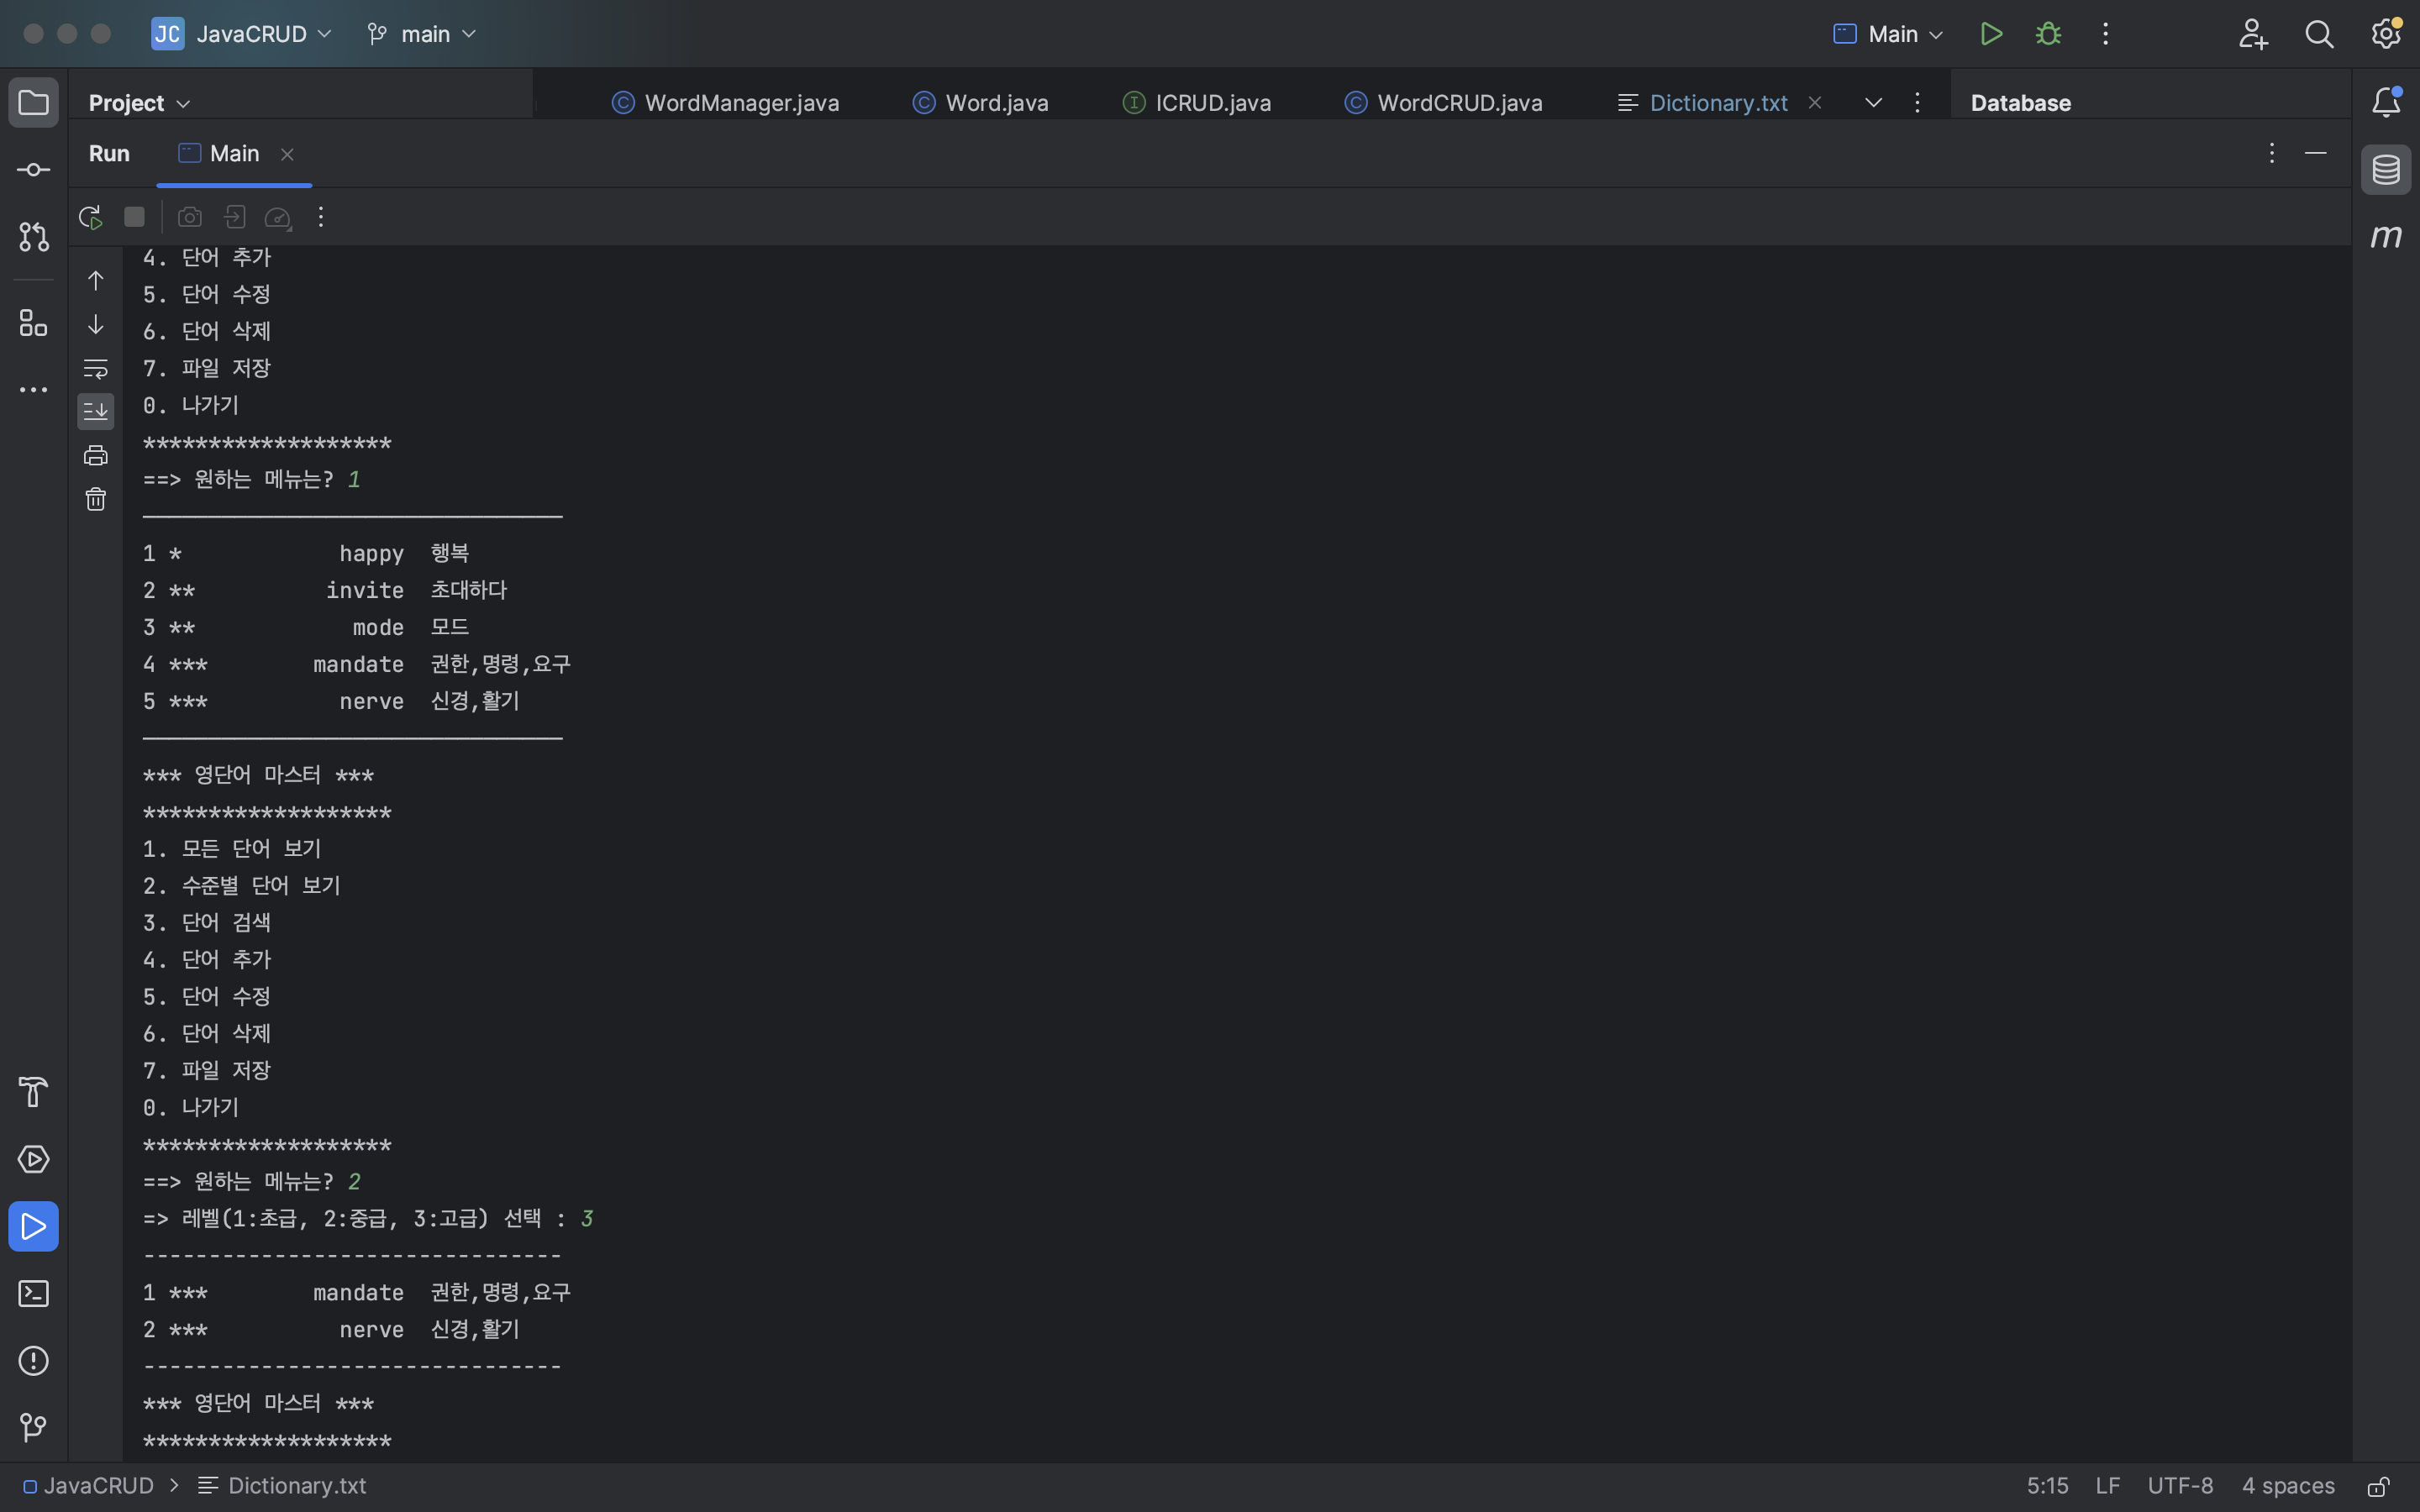 JC JavaCRUD main Main
Project WordManager.java Word.java ICRUD.java WordCRUD.java Dictionary.txt Database
Run Main
4. 단어 추가
5. 단어 수정
6. 단어 삭제
7. 파일 저장
0. 나가기
*******************
==> 원하는 메뉴는? 1
________________________________
1 * happy 행복
2 ** invite 초대하다
3 ** mode 모드
4 *** mandate 권한,명령,요구
5 *** nerve 신경,활기
________________________________
*** 영단어 마스터 ***
*******************
1. 모든 단어 보기
2. 수준별 단어 보기
3. 단어 검색
4. 단어 추가
5. 단어 수정
6. 단어 삭제
7. 파일 저장
0. 나가기
*******************
==> 원하는 메뉴는? 2
=> 레벨(1:초급, 2:중급, 3:고급) 선택 : 3
--------------------------------
1 *** mandate 권한,명령,요구
2 *** nerve 신경,활기
--------------------------------
*** 영단어 마스터 ***
*******************
JavaCRUD > Dictionary.txt 5:15 LF UTF-8 4 spaces